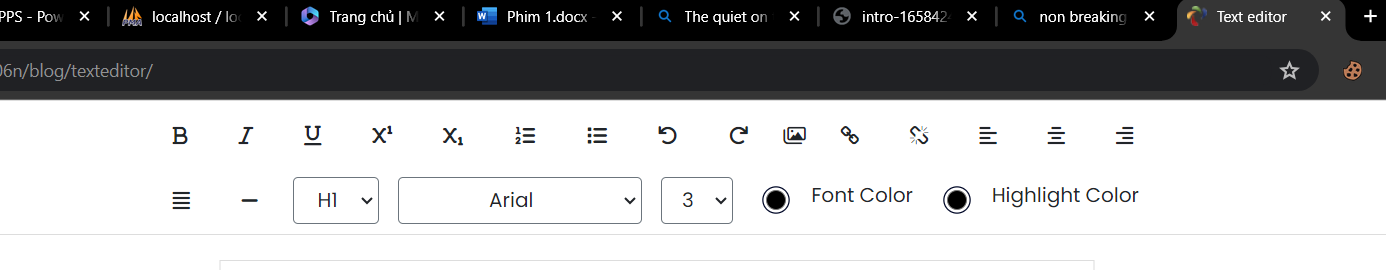 PPS - Pow
localhost / lo
Trang chủ | M
Phim 1.docx -
The quiet on
intro-165842
non breaking
Text editor
06n/blog/texteditor/
B I U X¹ X₁
H1
Arial
3
Font Color
Highlight Color